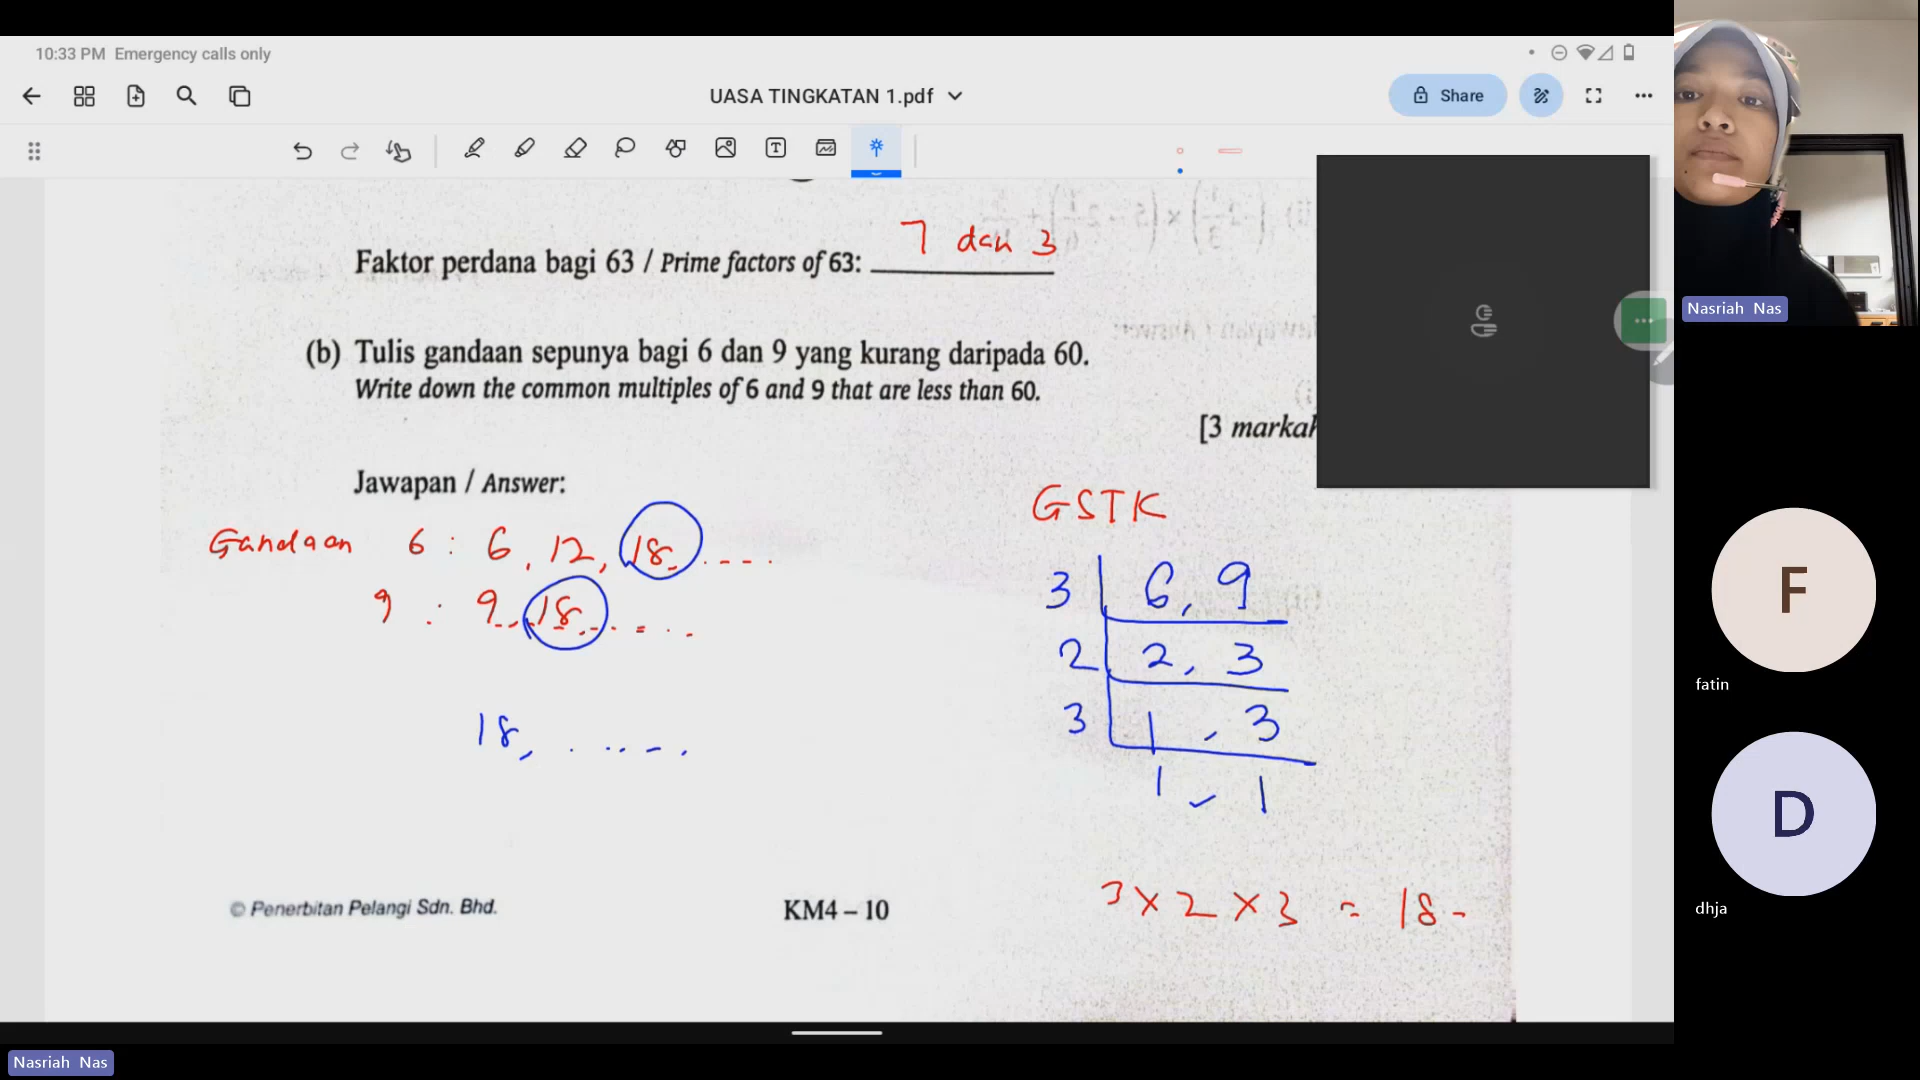 10:33 PM Emergency calls only
UASA TINGKATAN 1.pdf
Share
7 dan 3
Faktor perdana bagi 63 / Prime factors of 63:
(b) Tulis gandaan sepunya bagi 6 dan 9 yang kurang daripada 60.
Write down the common multiples of 6 and 9 that are less than 60.
[3 markah
Jawapan / Answer:
Gandaan 6 : 6, 12, 18, ....
9 : 9, 18, .....
18, .....
GSTK
3 6, 9
2 2, 3
3 1, 3
1, 1
3 × 2 × 3 = 18
© Penerbitan Pelangi Sdn. Bhd.
KM4 – 10
Nasriah Nas
F
fatin
D
dhja
Nasriah Nas